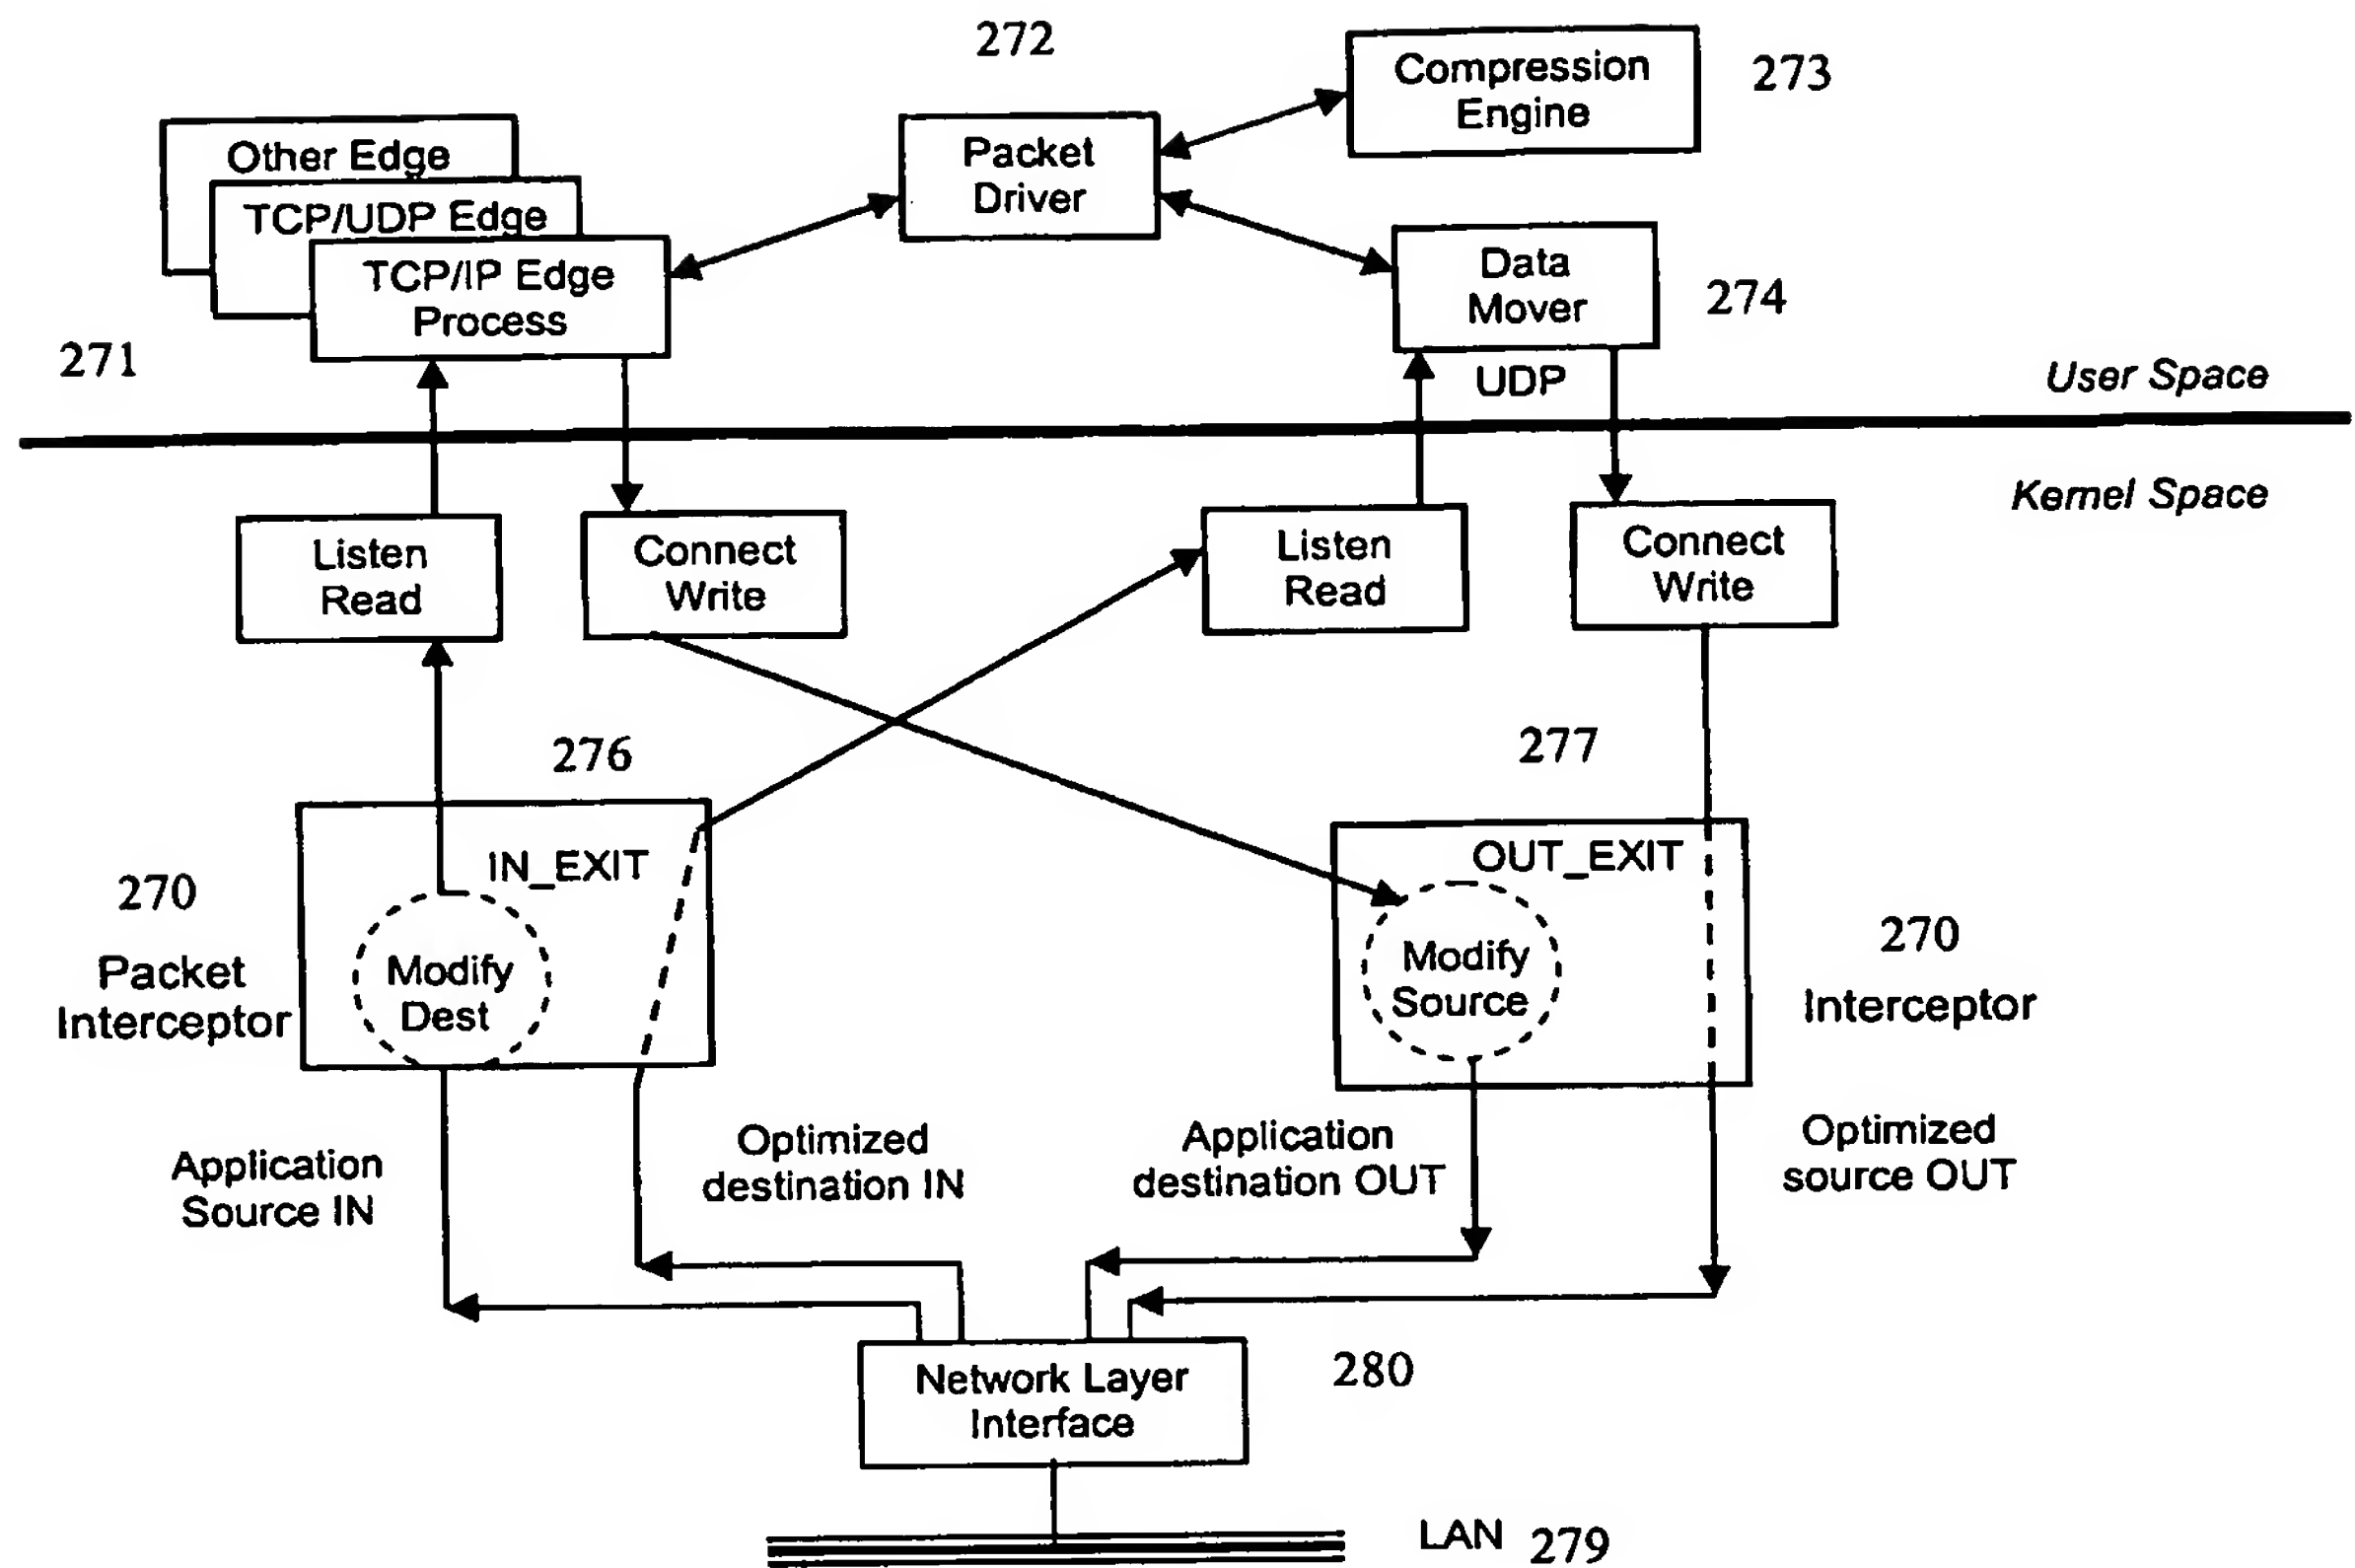 272
Compression
Engine
273
Packet
Driver
Other Edge
TCP/UDP Edge
TCP/IP Edge
Process
271
Data
Mover
274
UDP
User Space
Kernel Space
Listen
Read
Connect
Write
Listen
Read
Connect
Write
276
277
IN_EXIT
OUT_EXIT
270
Packet
Interceptor
Modify
Dest
Modify
Source
270
Interceptor
Application
Source IN
Optimized
destination IN
Application
destination OUT
Optimized
source OUT
Network Layer
Interface
280
LAN 279